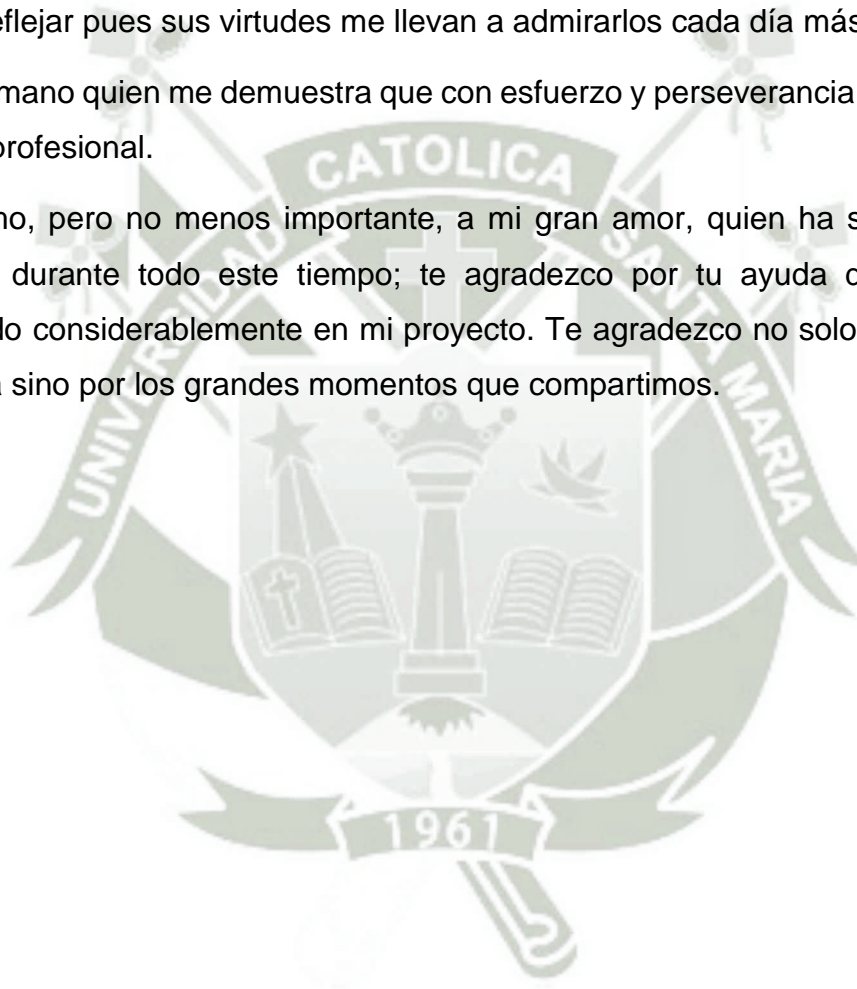 eflejar pues sus virtudes me llevan a admirarlos cada día más
mano quien me demuestra que con esfuerzo y perseverancia
profesional.
no, pero no menos importante, a mi gran amor, quien ha s
durante todo este tiempo; te agradezco por tu ayuda
do considerablemente en mi proyecto. Te agradezco no solo
a sino por los grandes momentos que compartimos.
UNIVERSIDAD CATOLICA SANTA MARIA
1961